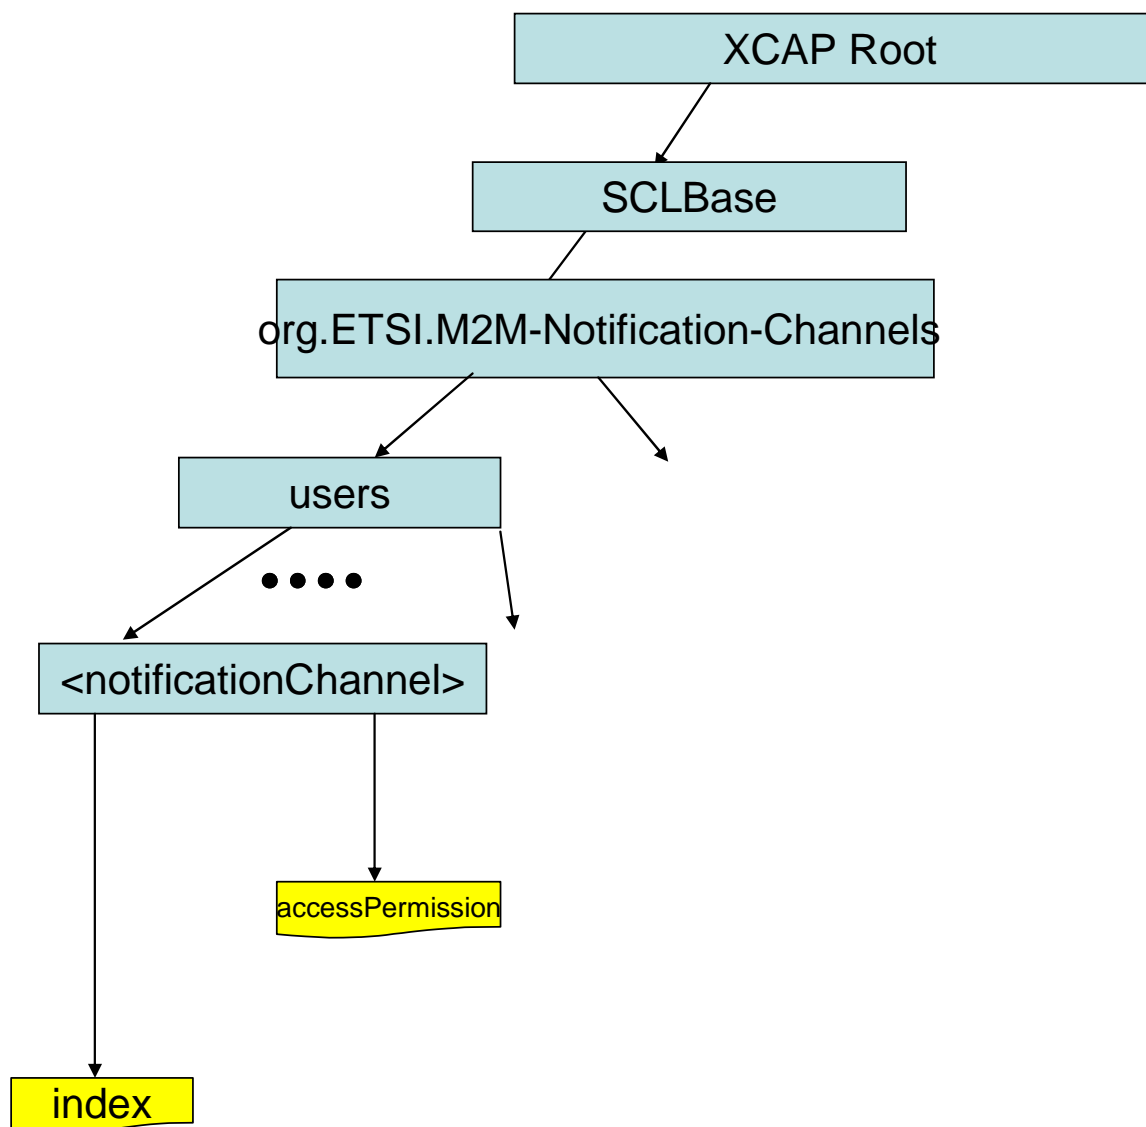 XCAP Root
SCLBase
org.ETSI.M2M-Notification-Channels
users
<notificationChannel>
accessPermission
index